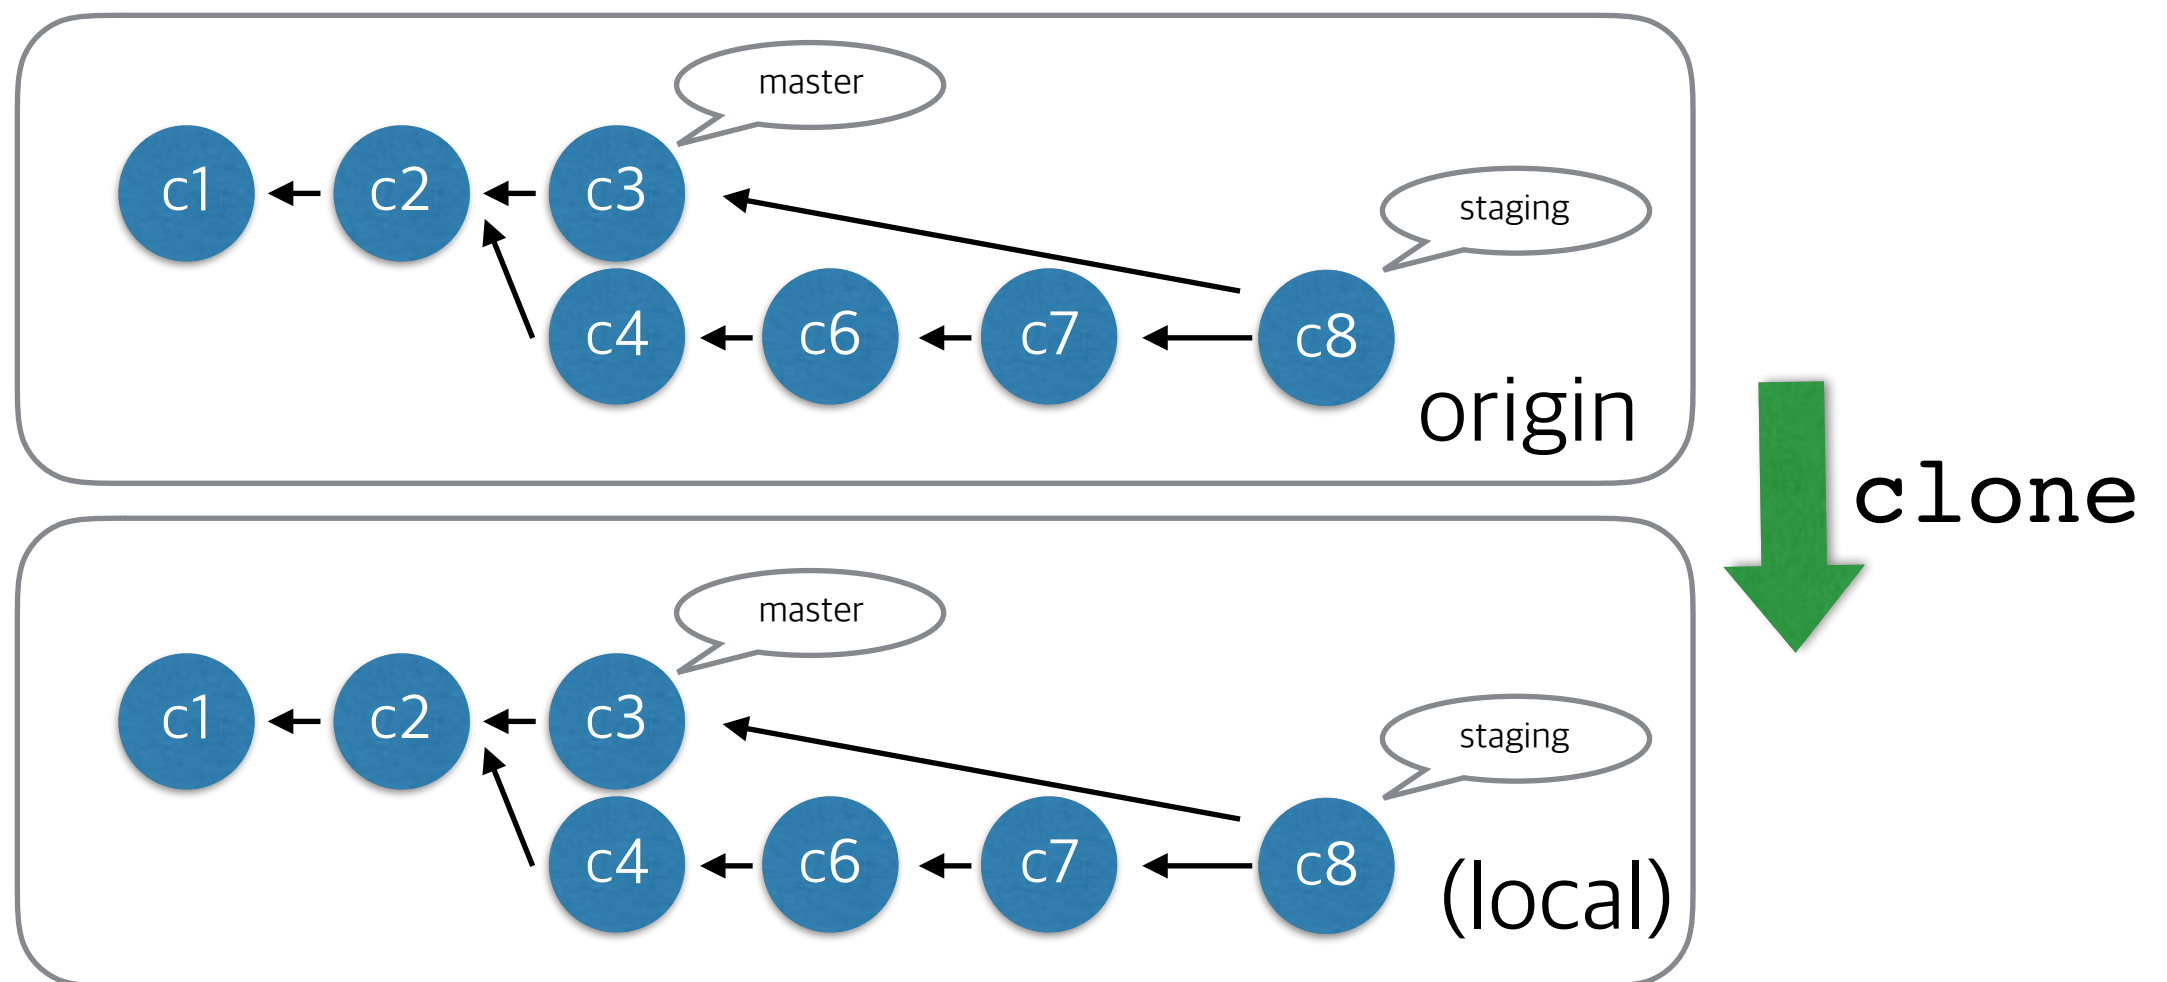 master
c1
c2
c3
staging
c4
c6
c7
c8
origin
clone
master
c1
c2
c3
staging
c4
c6
c7
c8
(local)